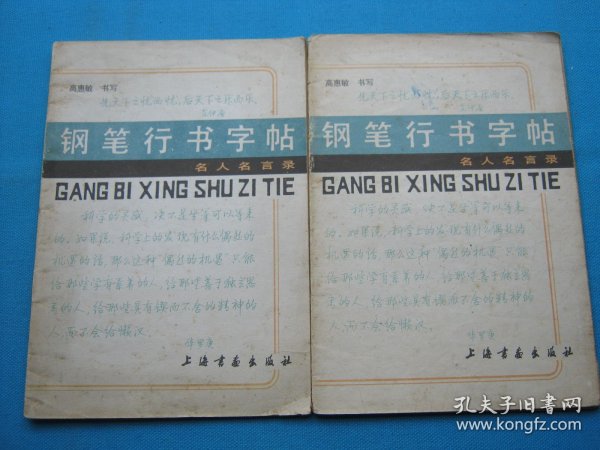 高惠敏 书写
先天下之忧而忧，后天下之乐而乐
范仲淹
钢笔行书字帖
名人名言录
GANG BI XING SHU ZI TIE
科学的灵感，决不是坐等可以等来
的。如果说，科学上的发现有什么偶然的
机遇的话，那么这种“偶然的机遇”只能
给那些学有素养的人，给那些善于独立思
考的人，给那些具有锲而不舍的精神的
人，而不会给懒汉。
华罗庚
上海书画出版社
高惠敏 书写
先天下之忧而忧，后天下之乐而乐
钢笔行书字帖
名人名言录
GANG BI XING SHU ZI TIE
科学的灵感，决不是坐等可以等来
的。如果说，科学上的发现有什么偶然的
机遇的话，那么这种“偶然的机遇”只能
给那些学有素养的人，给那些善于独立思
考的人，给那些具有锲而不舍的精神的
人，而不会给懒汉。
华罗庚
上海书画出版社
孔夫子旧书网
www.kongfz.com